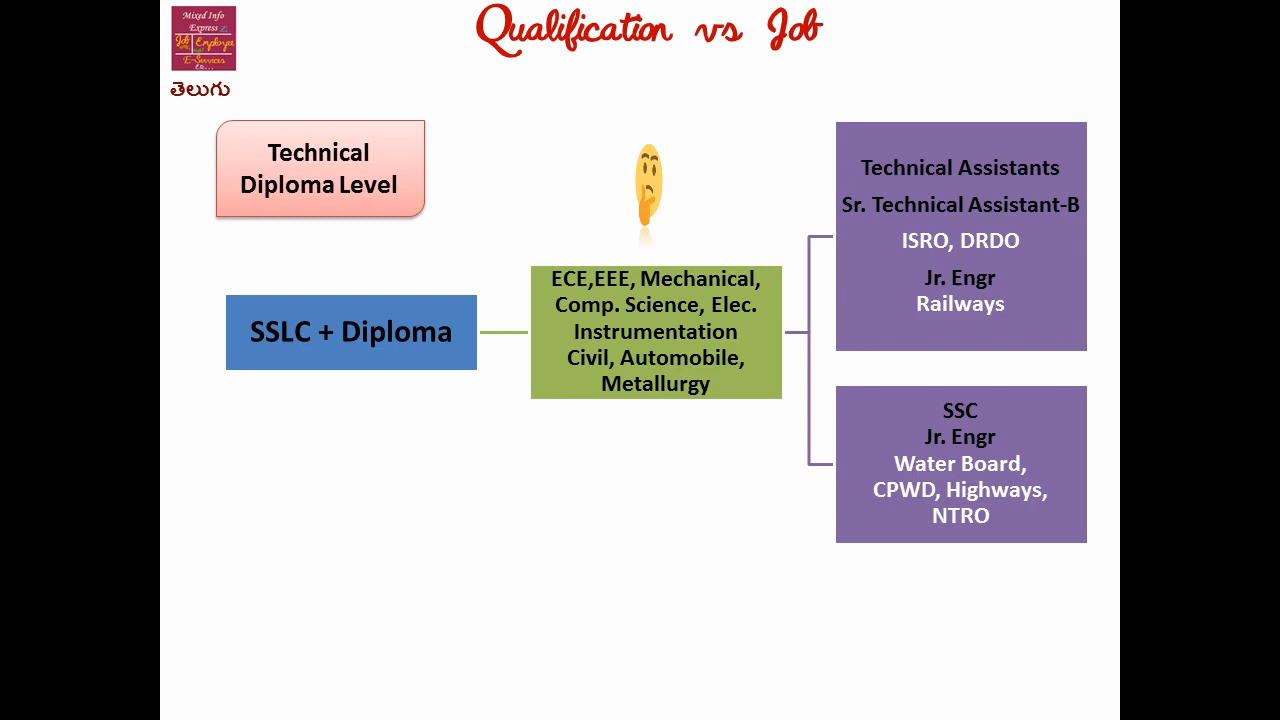 Mixed Info
Express
Job
Employee
E-Services
తెలుగు
Qualification vs Job
Technical
Diploma Level
SSLC + Diploma
ECE,EEE, Mechanical,
Comp. Science, Elec.
Instrumentation
Civil, Automobile,
Metallurgy
Technical Assistants
Sr. Technical Assistant-B
ISRO, DRDO
Jr. Engr
Railways
SSC
Jr. Engr
Water Board,
CPWD, Highways,
NTRO